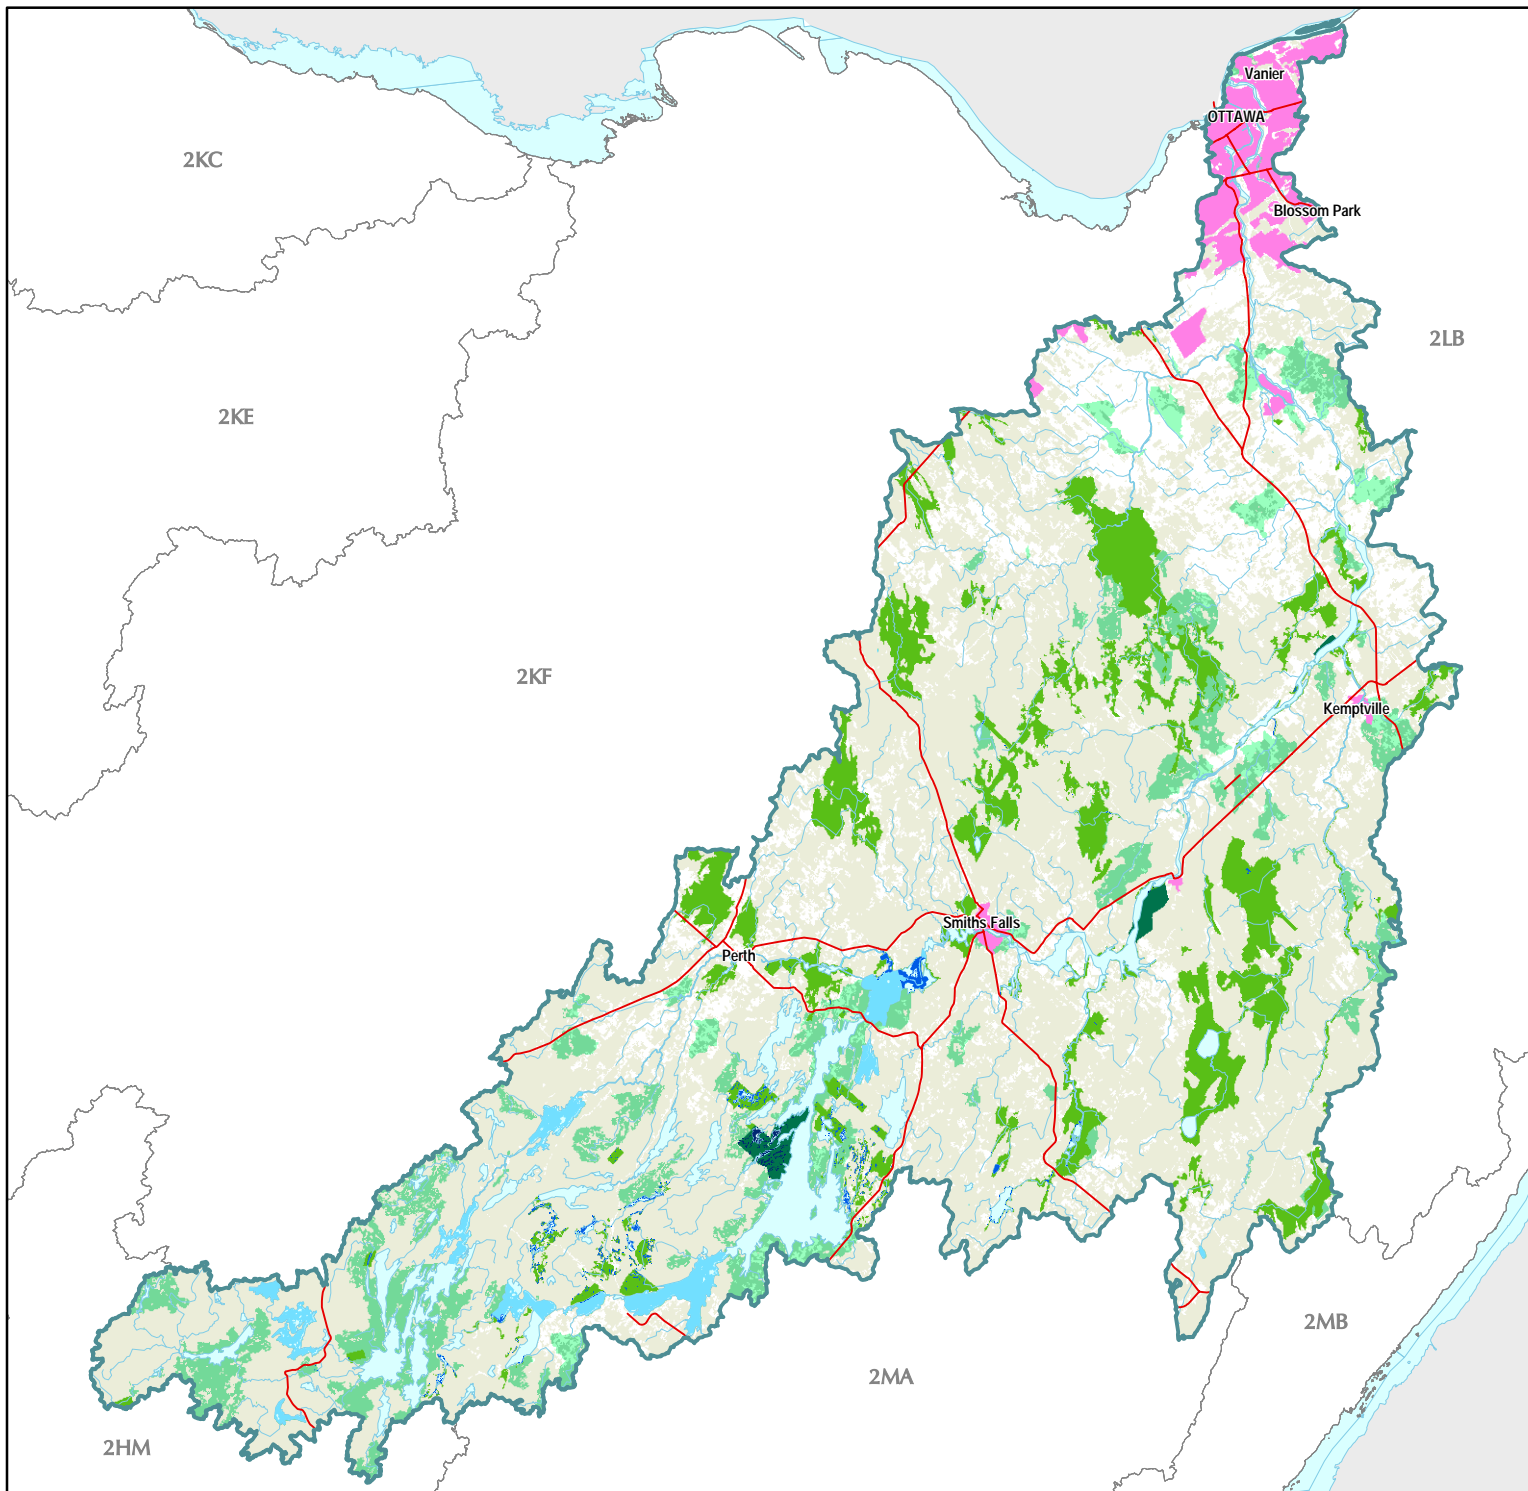 Vanier
OTTAWA
2KC
Blossom Park
2LB
2KE
2KF
Kemptville
Smiths Falls
Perth
2MB
2MA
2HM